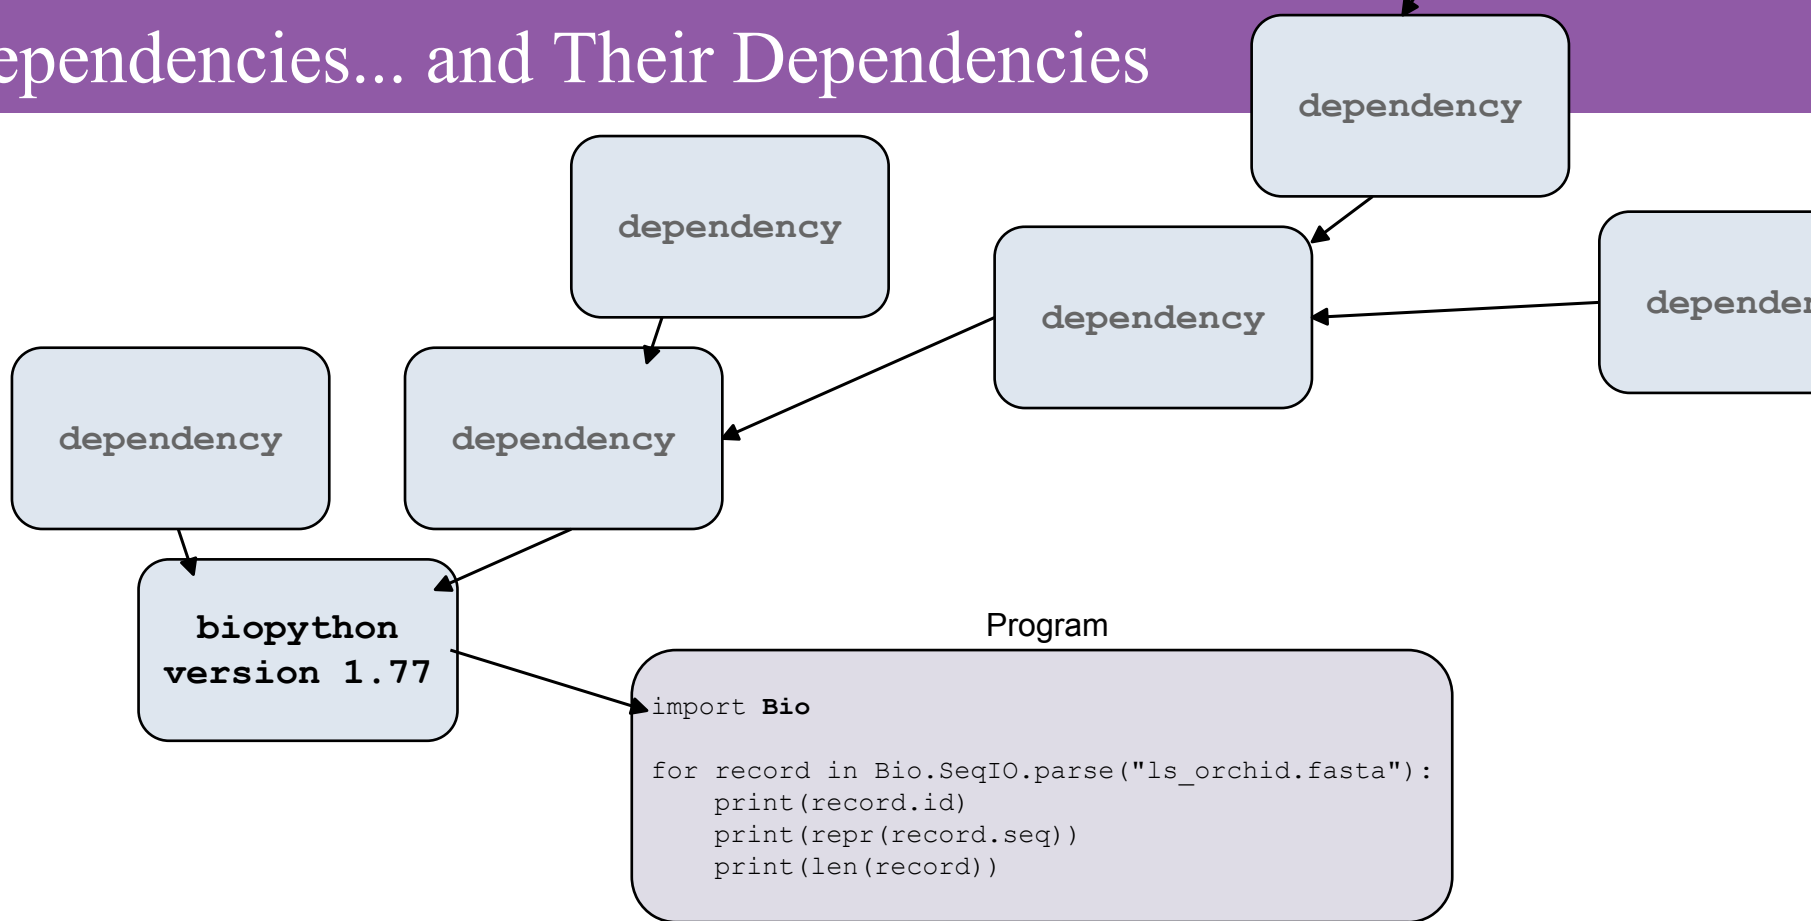 ependencies... and Their Dependencies
dependency
dependency
dependency
depender
dependency
dependency
biopython
version 1.77
Program
import Bio
for record in Bio.SeqIO.parse("ls_orchid.fasta"):
    print(record.id)
    print(repr(record.seq))
    print(len(record))